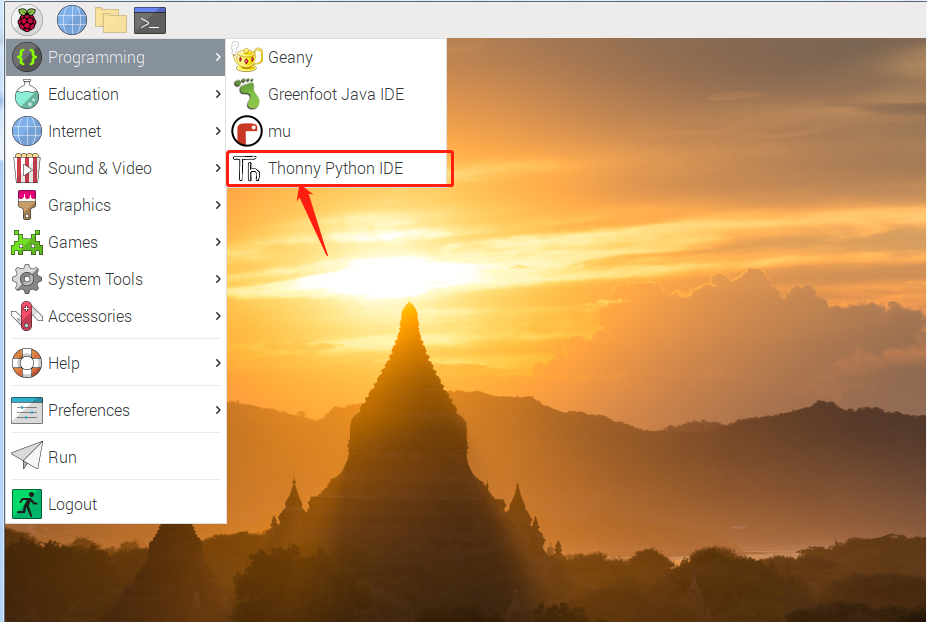 Programming
Education
Internet
Sound & Video
Graphics
Games
System Tools
Accessories
Help
Preferences
Run
Logout
Geany
Greenfoot Java IDE
mu
Th Thonny Python IDE